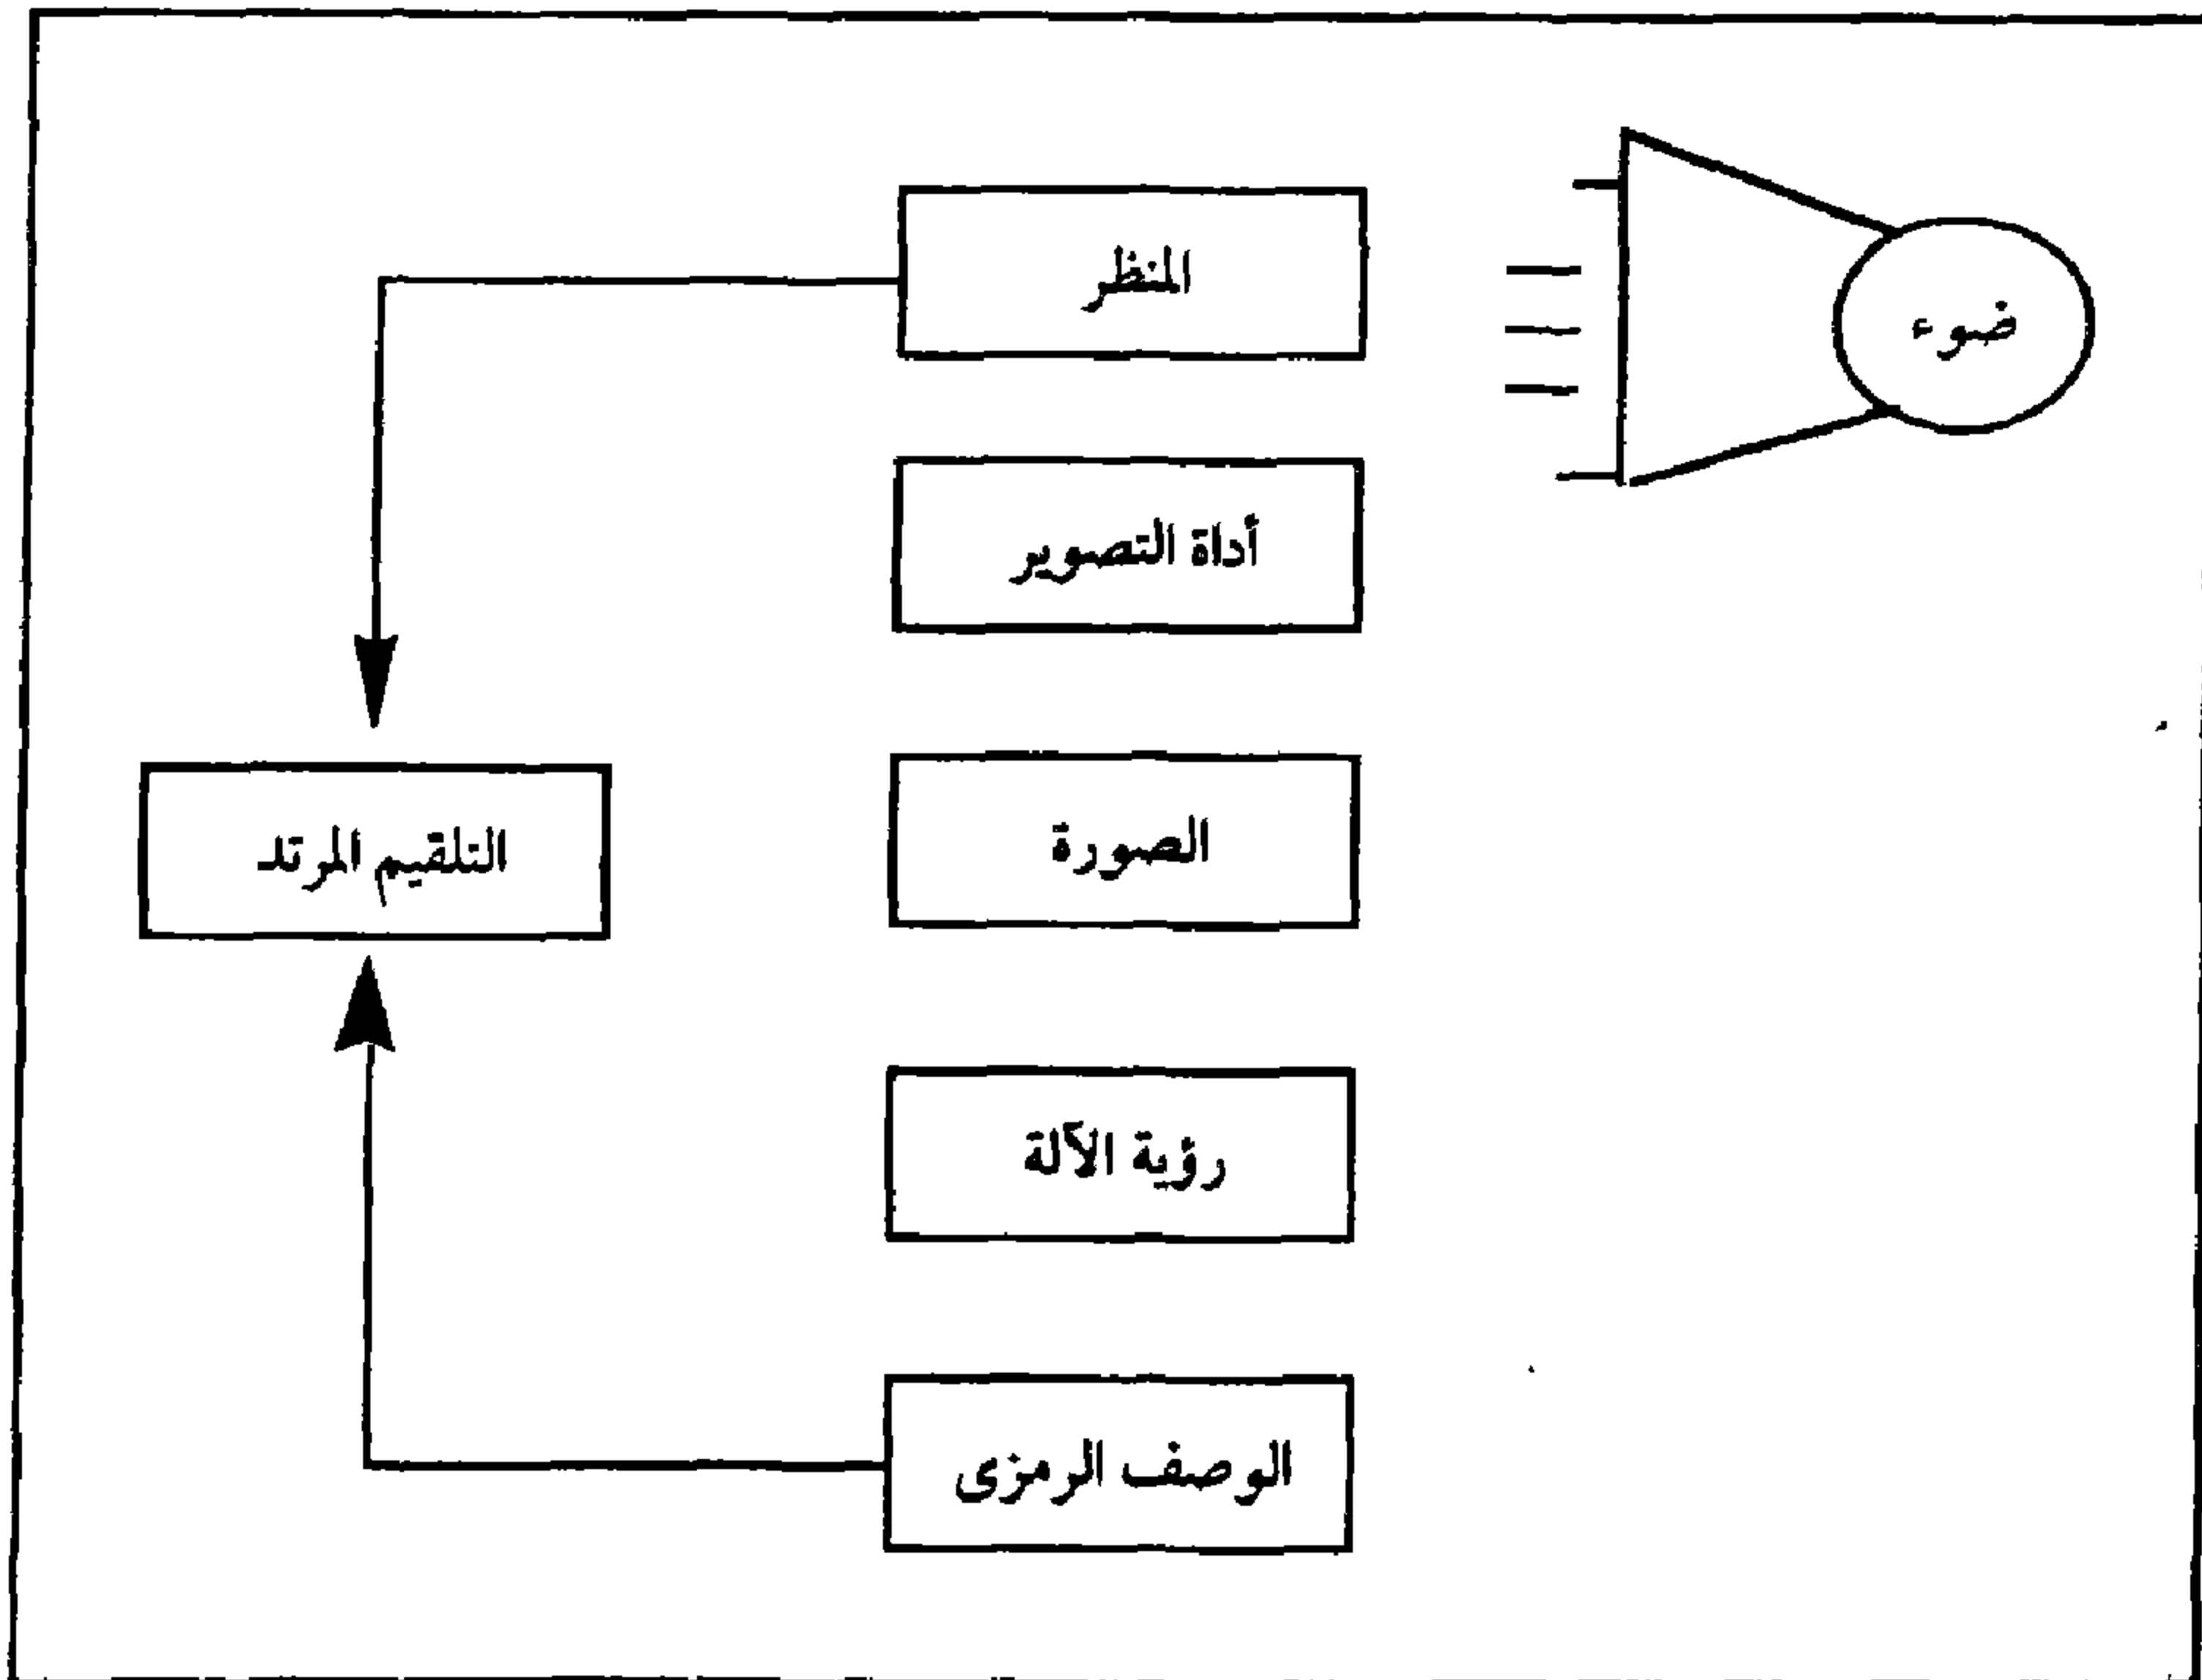 المنظر
ضوء
أداة التصوير
الصورة
التلقيم المرتد
رؤية الآلة
الوصف الرمزى